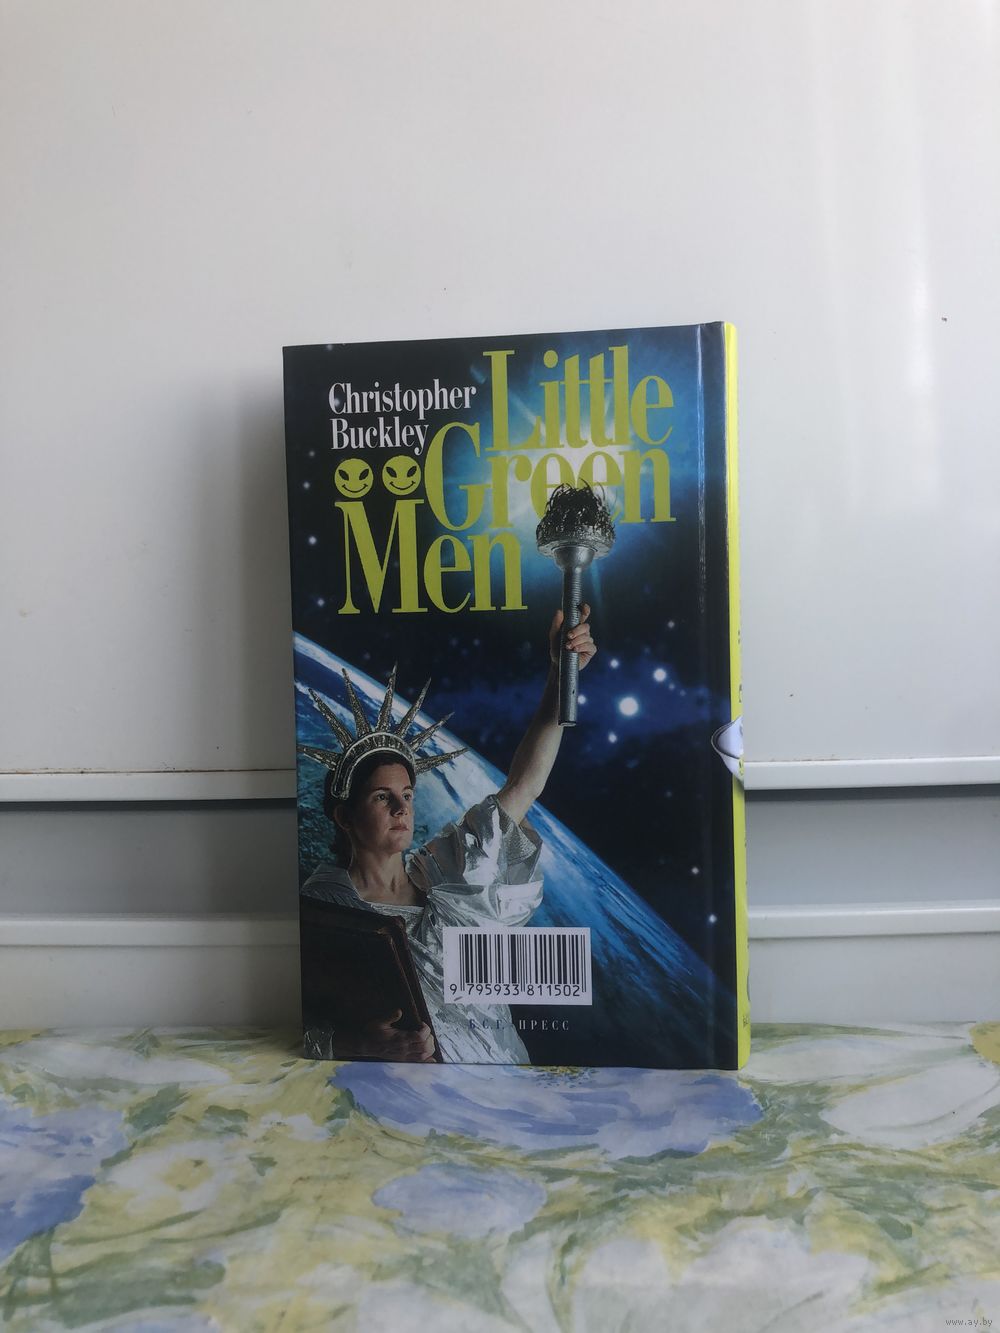 Christopher
Buckley
Little
Green
Men
9 795933 811502
Б.С.Г.-ПРЕСС
www.ay.by